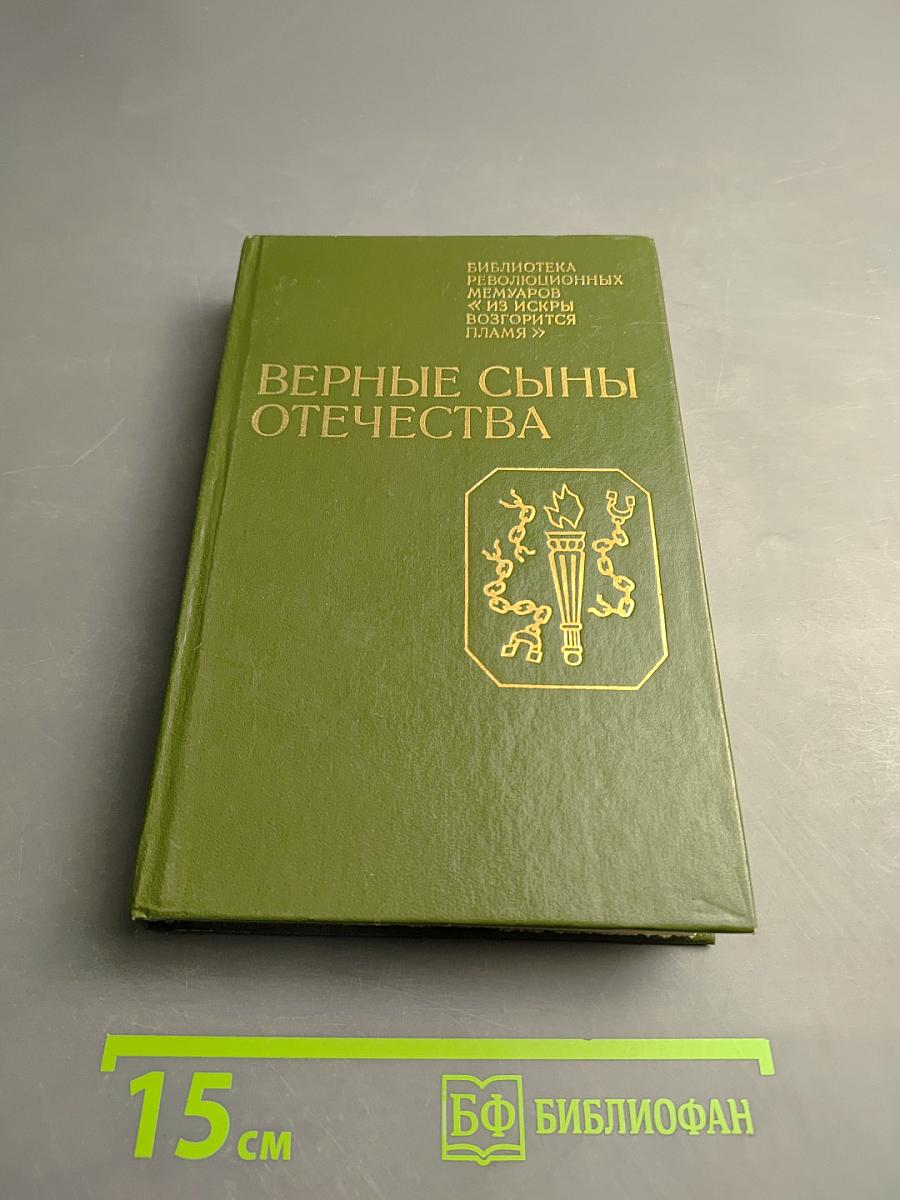 БИБЛИОТЕКА
РЕВОЛЮЦИОННЫХ
МЕМУАРОВ
«ИЗ ИСКРЫ
ВОЗГОРИТСЯ
ПЛАМЯ»
ВЕРНЫЕ СЫНЫ
ОТЕЧЕСТВА
15 см
БФ БИБЛИОФАН